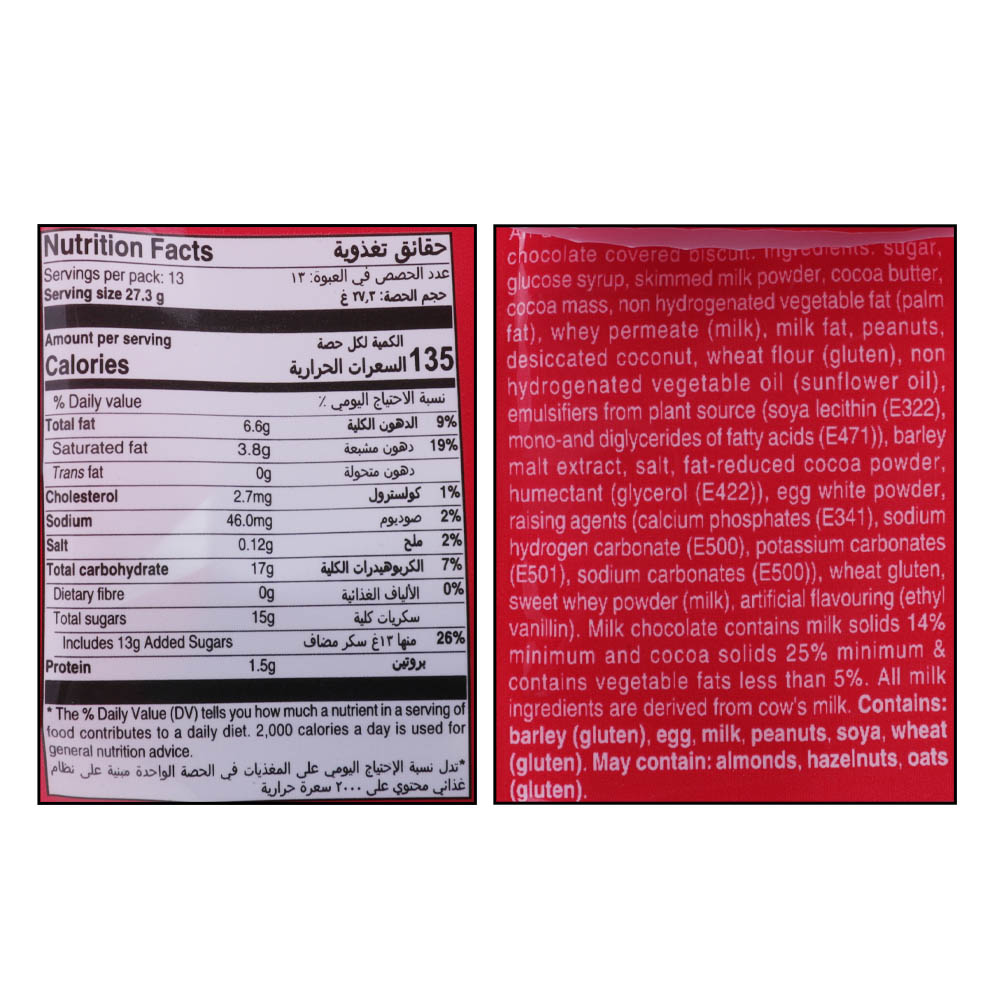 Nutrition Facts حقائق تغذوية
Servings per pack: 13 عدد الحصص في العبوة: ١٣
Serving size 27.3 g حجم الحصة: ٢٧,٣ غ
Amount per serving الكمية لكل حصة
Calories 135 السعرات الحرارية
% Daily value نسبة الاحتياج اليومي ٪
Total fat 6.6g الدهون الكلية 9%
Saturated fat 3.8g دهون مشبعة 19%
Trans fat 0g دهون متحولة
Cholesterol 2.7mg كولسترول 1%
Sodium 46.0mg صوديوم 2%
Salt 0.12g ملح 2%
Total carbohydrate 17g الكربوهيدرات الكلية 7%
Dietary fibre 0g الألياف الغذائية 0%
Total sugars 15g سكريات كلية
Includes 13g Added Sugars منها ١٣غ سكر مضاف 26%
Protein 1.5g بروتين
* The % Daily Value (DV) tells you how much a nutrient in a serving of
food contributes to a daily diet. 2,000 calories a day is used for
general nutrition advice.
*تدل نسبة الإحتياج اليومي على المغذيات في الحصة الواحدة مبنية على نظام
غذائي محتوي على ٢٠٠٠ سعرة حرارية
chocolate covered biscuit. Ingredients: sugar,
glucose syrup, skimmed milk powder, cocoa butter,
cocoa mass, non hydrogenated vegetable fat (palm
fat), whey permeate (milk), milk fat, peanuts,
desiccated coconut, wheat flour (gluten), non
hydrogenated vegetable oil (sunflower oil),
emulsifiers from plant source (soya lecithin (E322),
mono-and diglycerides of fatty acids (E471)), barley
malt extract, salt, fat-reduced cocoa powder,
humectant (glycerol (E422)), egg white powder,
raising agents (calcium phosphates (E341), sodium
hydrogen carbonate (E500), potassium carbonates
(E501), sodium carbonates (E500)), wheat gluten,
sweet whey powder (milk), artificial flavouring (ethyl
vanillin). Milk chocolate contains milk solids 14%
minimum and cocoa solids 25% minimum &
contains vegetable fats less than 5%. All milk
ingredients are derived from cow's milk. Contains:
barley (gluten), egg, milk, peanuts, soya, wheat
(gluten). May contain: almonds, hazelnuts, oats
(gluten).